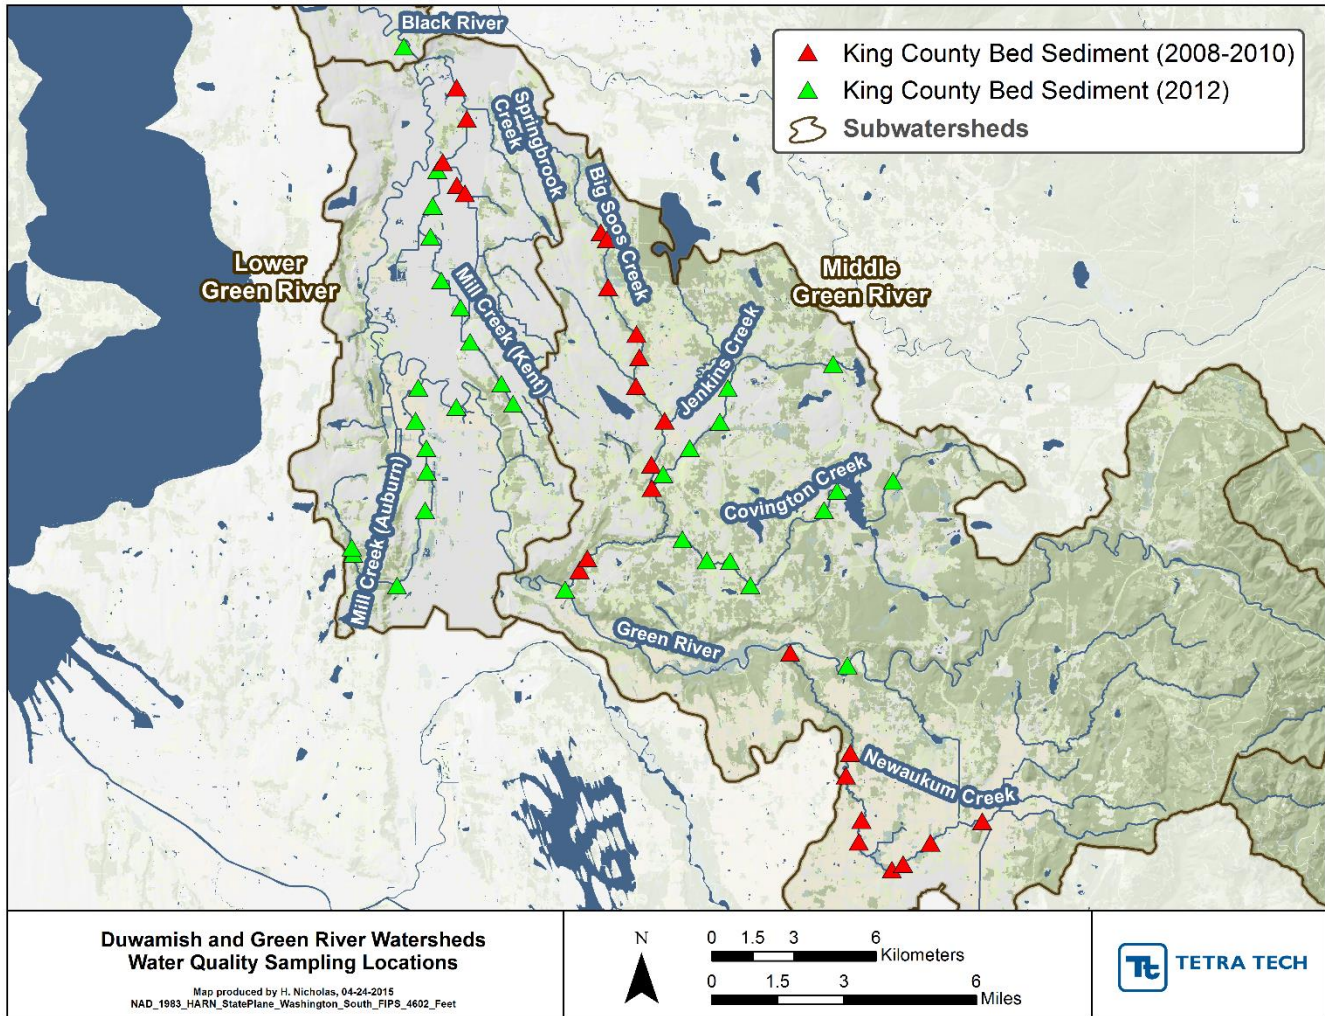 Black River
King County Bed Sediment (2008-2010)
King County Bed Sediment (2012)
Subwatersheds
Springbrook
Creek
Big Soos Creek
Lower
Green River
Middle
Green River
Mill Creek (Kent)
Jenkins Creek
Covington Creek
Mill Creek (Auburn)
Green River
Newaukum Creek
Duwamish and Green River Watersheds
Water Quality Sampling Locations
Map produced by H. Nicholas, 04-24-2015
NAD_1983_HARN_StatePlane_Washington_South_FIPS_4602_Feet
N
0 1.5 3 6
Kilometers
0 1.5 3 6
Miles
Tt
TETRA TECH